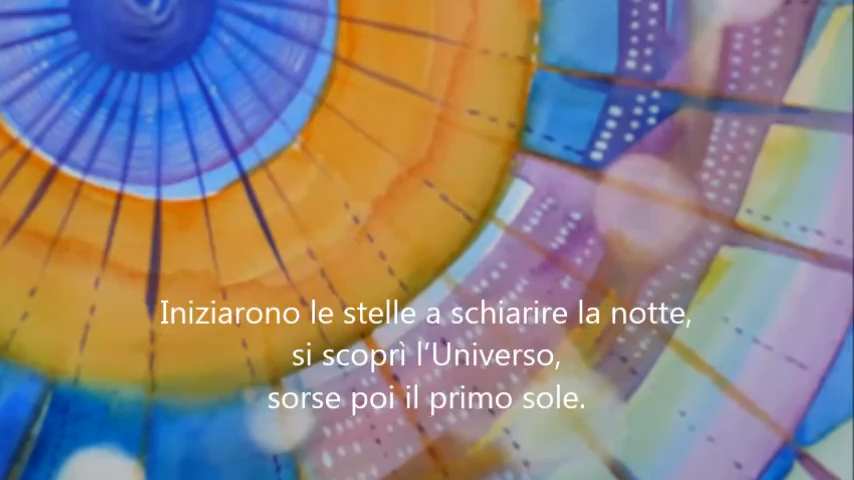 Iniziarono le stelle a schiarire la notte,
si scoprì l’Universo,
sorse poi il primo sole.